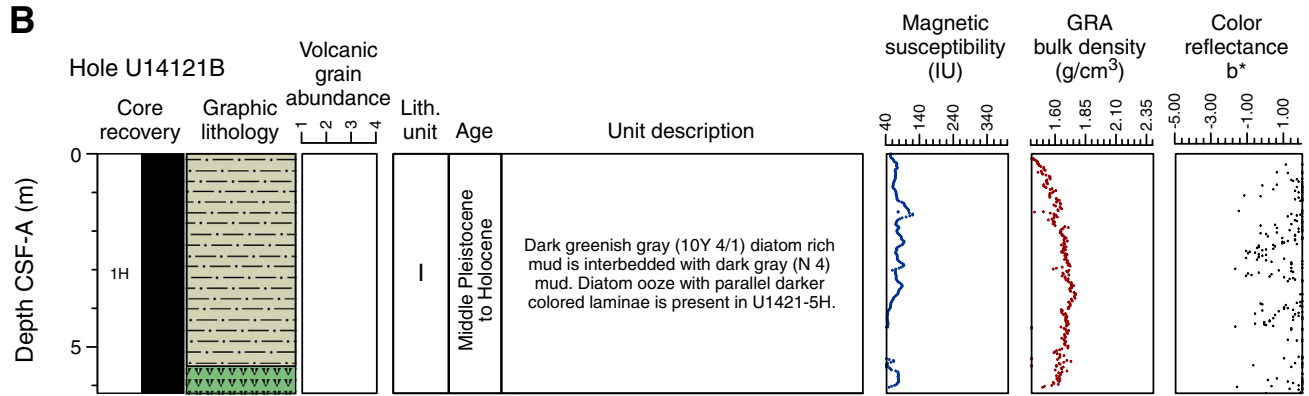 B
Hole U14121B
Core
recovery
Graphic
lithology
Volcanic
grain
abundance
1 2 3 4
Lith.
unit
Age
Unit description
Magnetic
susceptibility
(IU)
40 140 240 340
GRA
bulk density
(g/cm3)
1.60 1.85 2.10 2.35
Color
reflectance
b*
-5.00 -3.00 -1.00 1.00
Depth CSF-A (m)
0
5
1H
I
Middle Pleistocene
to Holocene
Dark greenish gray (10Y 4/1) diatom rich
mud is interbedded with dark gray (N 4)
mud. Diatom ooze with parallel darker
colored laminae is present in U1421-5H.